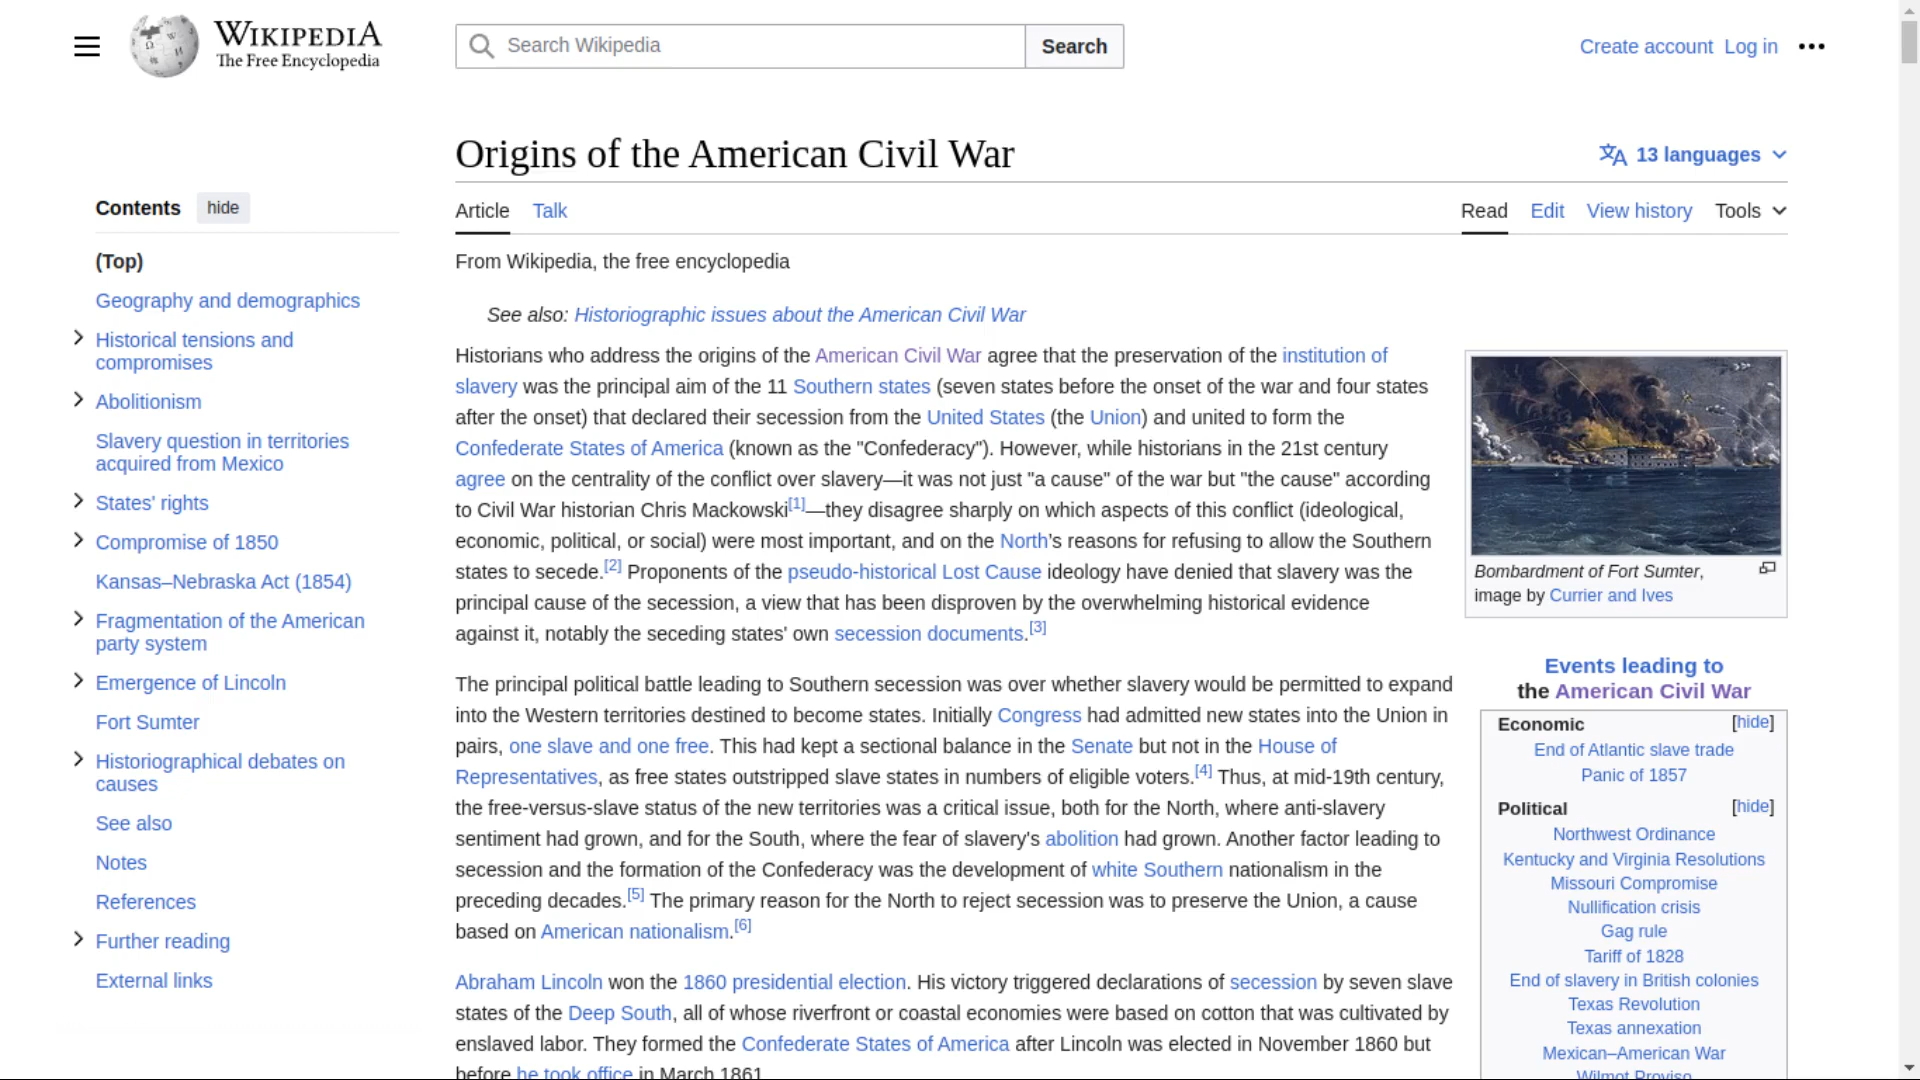 WIKIPEDIA
The Free Encyclopedia
Search Wikipedia
Search
Create account Log in
Contents hide
(Top)
Geography and demographics
Historical tensions and
compromises
Abolitionism
Slavery question in territories
acquired from Mexico
States' rights
Compromise of 1850
Kansas–Nebraska Act (1854)
Fragmentation of the American
party system
Emergence of Lincoln
Fort Sumter
Historiographical debates on
causes
See also
Notes
References
Further reading
External links
Origins of the American Civil War
13 languages
Article Talk
Read Edit View history Tools
From Wikipedia, the free encyclopedia
See also: Historiographic issues about the American Civil War
Historians who address the origins of the American Civil War agree that the preservation of the institution of
slavery was the principal aim of the 11 Southern states (seven states before the onset of the war and four states
after the onset) that declared their secession from the United States (the Union) and united to form the
Confederate States of America (known as the "Confederacy"). However, while historians in the 21st century
agree on the centrality of the conflict over slavery—it was not just "a cause" of the war but "the cause" according
to Civil War historian Chris Mackowski[1]—they disagree sharply on which aspects of this conflict (ideological,
economic, political, or social) were most important, and on the North's reasons for refusing to allow the Southern
states to secede.[2] Proponents of the pseudo-historical Lost Cause ideology have denied that slavery was the
principal cause of the secession, a view that has been disproven by the overwhelming historical evidence
against it, notably the seceding states' own secession documents.[3]
The principal political battle leading to Southern secession was over whether slavery would be permitted to expand
into the Western territories destined to become states. Initially Congress had admitted new states into the Union in
pairs, one slave and one free. This had kept a sectional balance in the Senate but not in the House of
Representatives, as free states outstripped slave states in numbers of eligible voters.[4] Thus, at mid-19th century,
the free-versus-slave status of the new territories was a critical issue, both for the North, where anti-slavery
sentiment had grown, and for the South, where the fear of slavery's abolition had grown. Another factor leading to
secession and the formation of the Confederacy was the development of white Southern nationalism in the
preceding decades.[5] The primary reason for the North to reject secession was to preserve the Union, a cause
based on American nationalism.[6]
Abraham Lincoln won the 1860 presidential election. His victory triggered declarations of secession by seven slave
states of the Deep South, all of whose riverfront or coastal economies were based on cotton that was cultivated by
enslaved labor. They formed the Confederate States of America after Lincoln was elected in November 1860 but
before he took office in March 1861.
Bombardment of Fort Sumter,
image by Currier and Ives
Events leading to
the American Civil War
Economic [hide]
End of Atlantic slave trade
Panic of 1857
Political [hide]
Northwest Ordinance
Kentucky and Virginia Resolutions
Missouri Compromise
Nullification crisis
Gag rule
Tariff of 1828
End of slavery in British colonies
Texas Revolution
Texas annexation
Mexican–American War
Wilmot Proviso